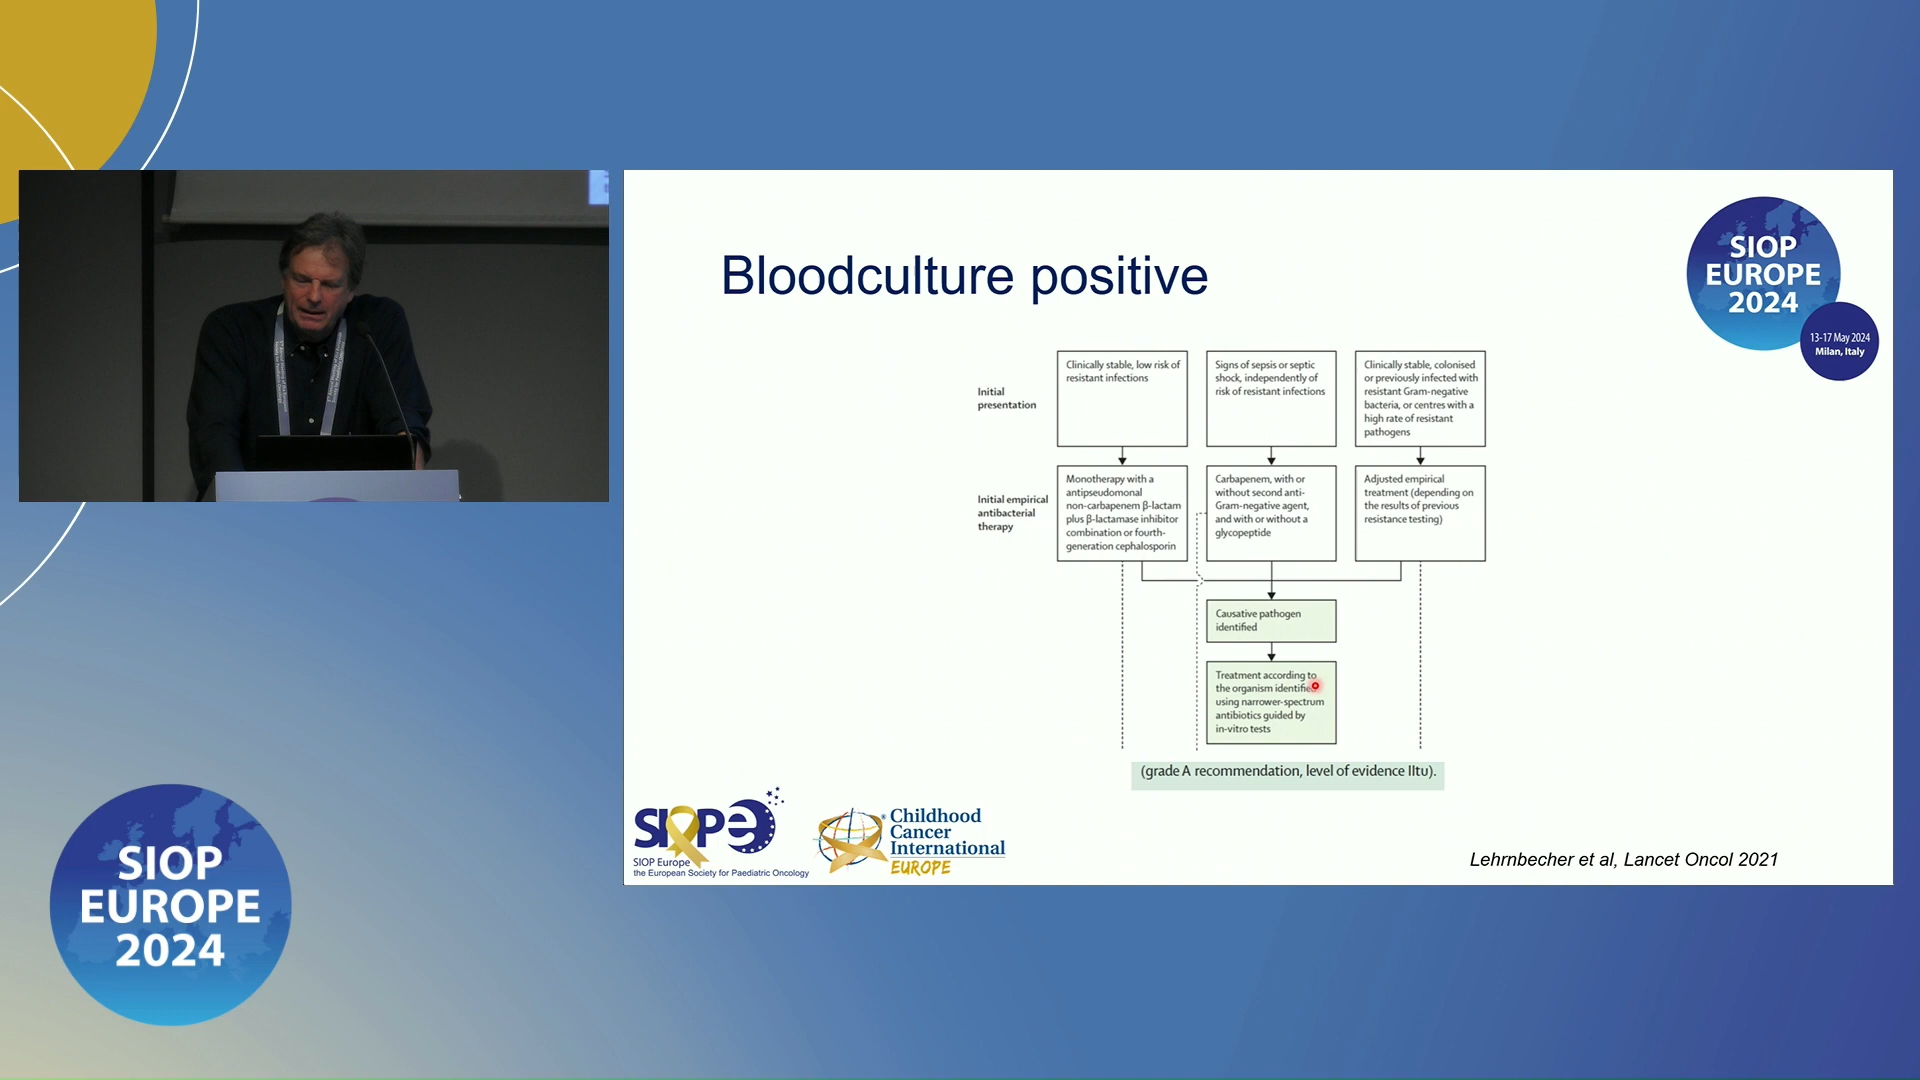 Bloodculture positive
SIOP
EUROPE
2024
13-17 May 2024
Milan, Italy
Initial
presentation
Clinically stable, low risk of
resistant infections
Signs of sepsis or septic
shock, independently of
risk of resistant infections
Clinically stable, colonised
or previously infected with
resistant Gram-negative
bacteria, or centres with a
high rate of resistant
pathogens
Initial empirical
antibacterial
therapy
Monotherapy with a
antipseudomonal
non-carbapenem β-lactam
plus β-lactamase inhibitor
combination or fourth-
generation cephalosporin
Carbapenem, with or
without second anti-
Gram-negative agent,
and with or without a
glycopeptide
Adjusted empirical
treatment (depending on
the results of previous
resistance testing)
Causative pathogen
identified
Treatment according to
the organism identified
using narrower-spectrum
antibiotics guided by
in-vitro tests
(grade A recommendation, level of evidence IItu).
SIOPe
SIOP Europe
the European Society for Paediatric Oncology
Childhood
Cancer
International
EUROPE
Lehrnbecher et al, Lancet Oncol 2021
SIOP
EUROPE
2024